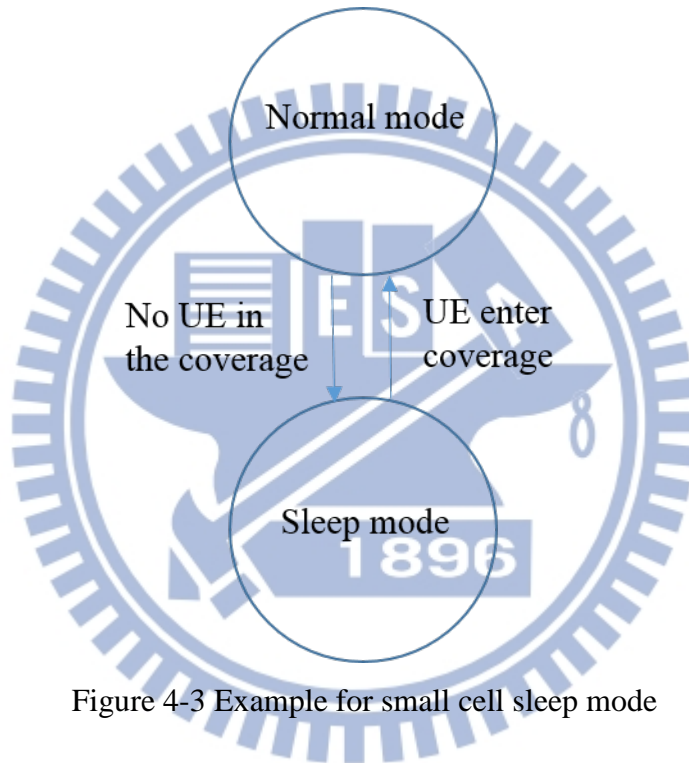 Normal mode
No UE in
the coverage
UE enter
coverage
Sleep mode
E S A
8
1896
Figure 4-3 Example for small cell sleep mode